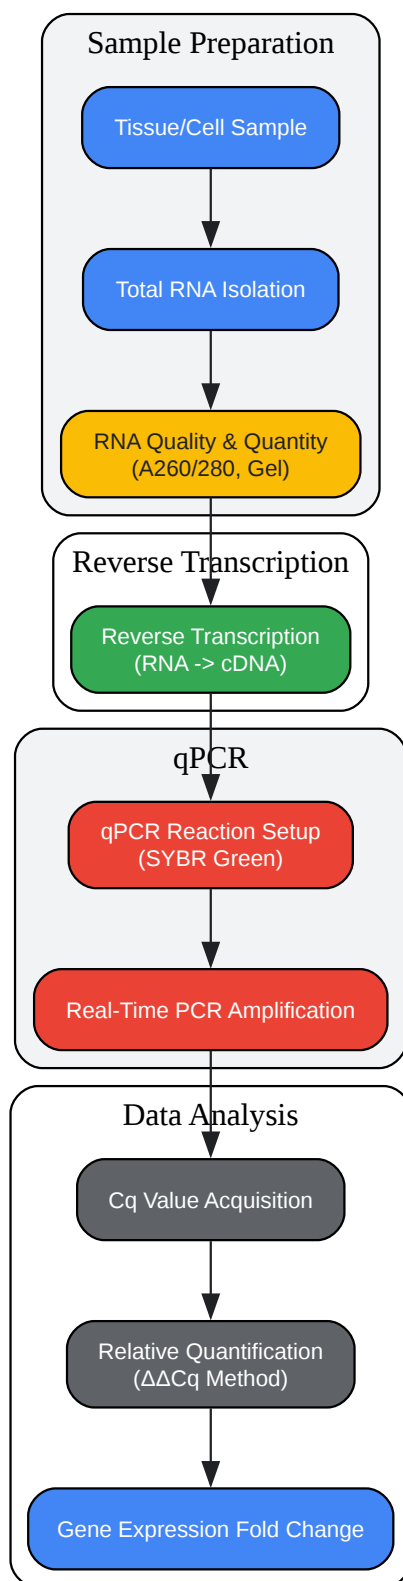 Sample Preparation
Tissue/Cell Sample
Total RNA Isolation
RNA Quality & Quantity
(A260/280, Gel)
Reverse Transcription
Reverse Transcription
(RNA -> cDNA)
qPCR
qPCR Reaction Setup
(SYBR Green)
Real-Time PCR Amplification
Data Analysis
Cq Value Acquisition
Relative Quantification
(ΔΔCq Method)
Gene Expression Fold Change